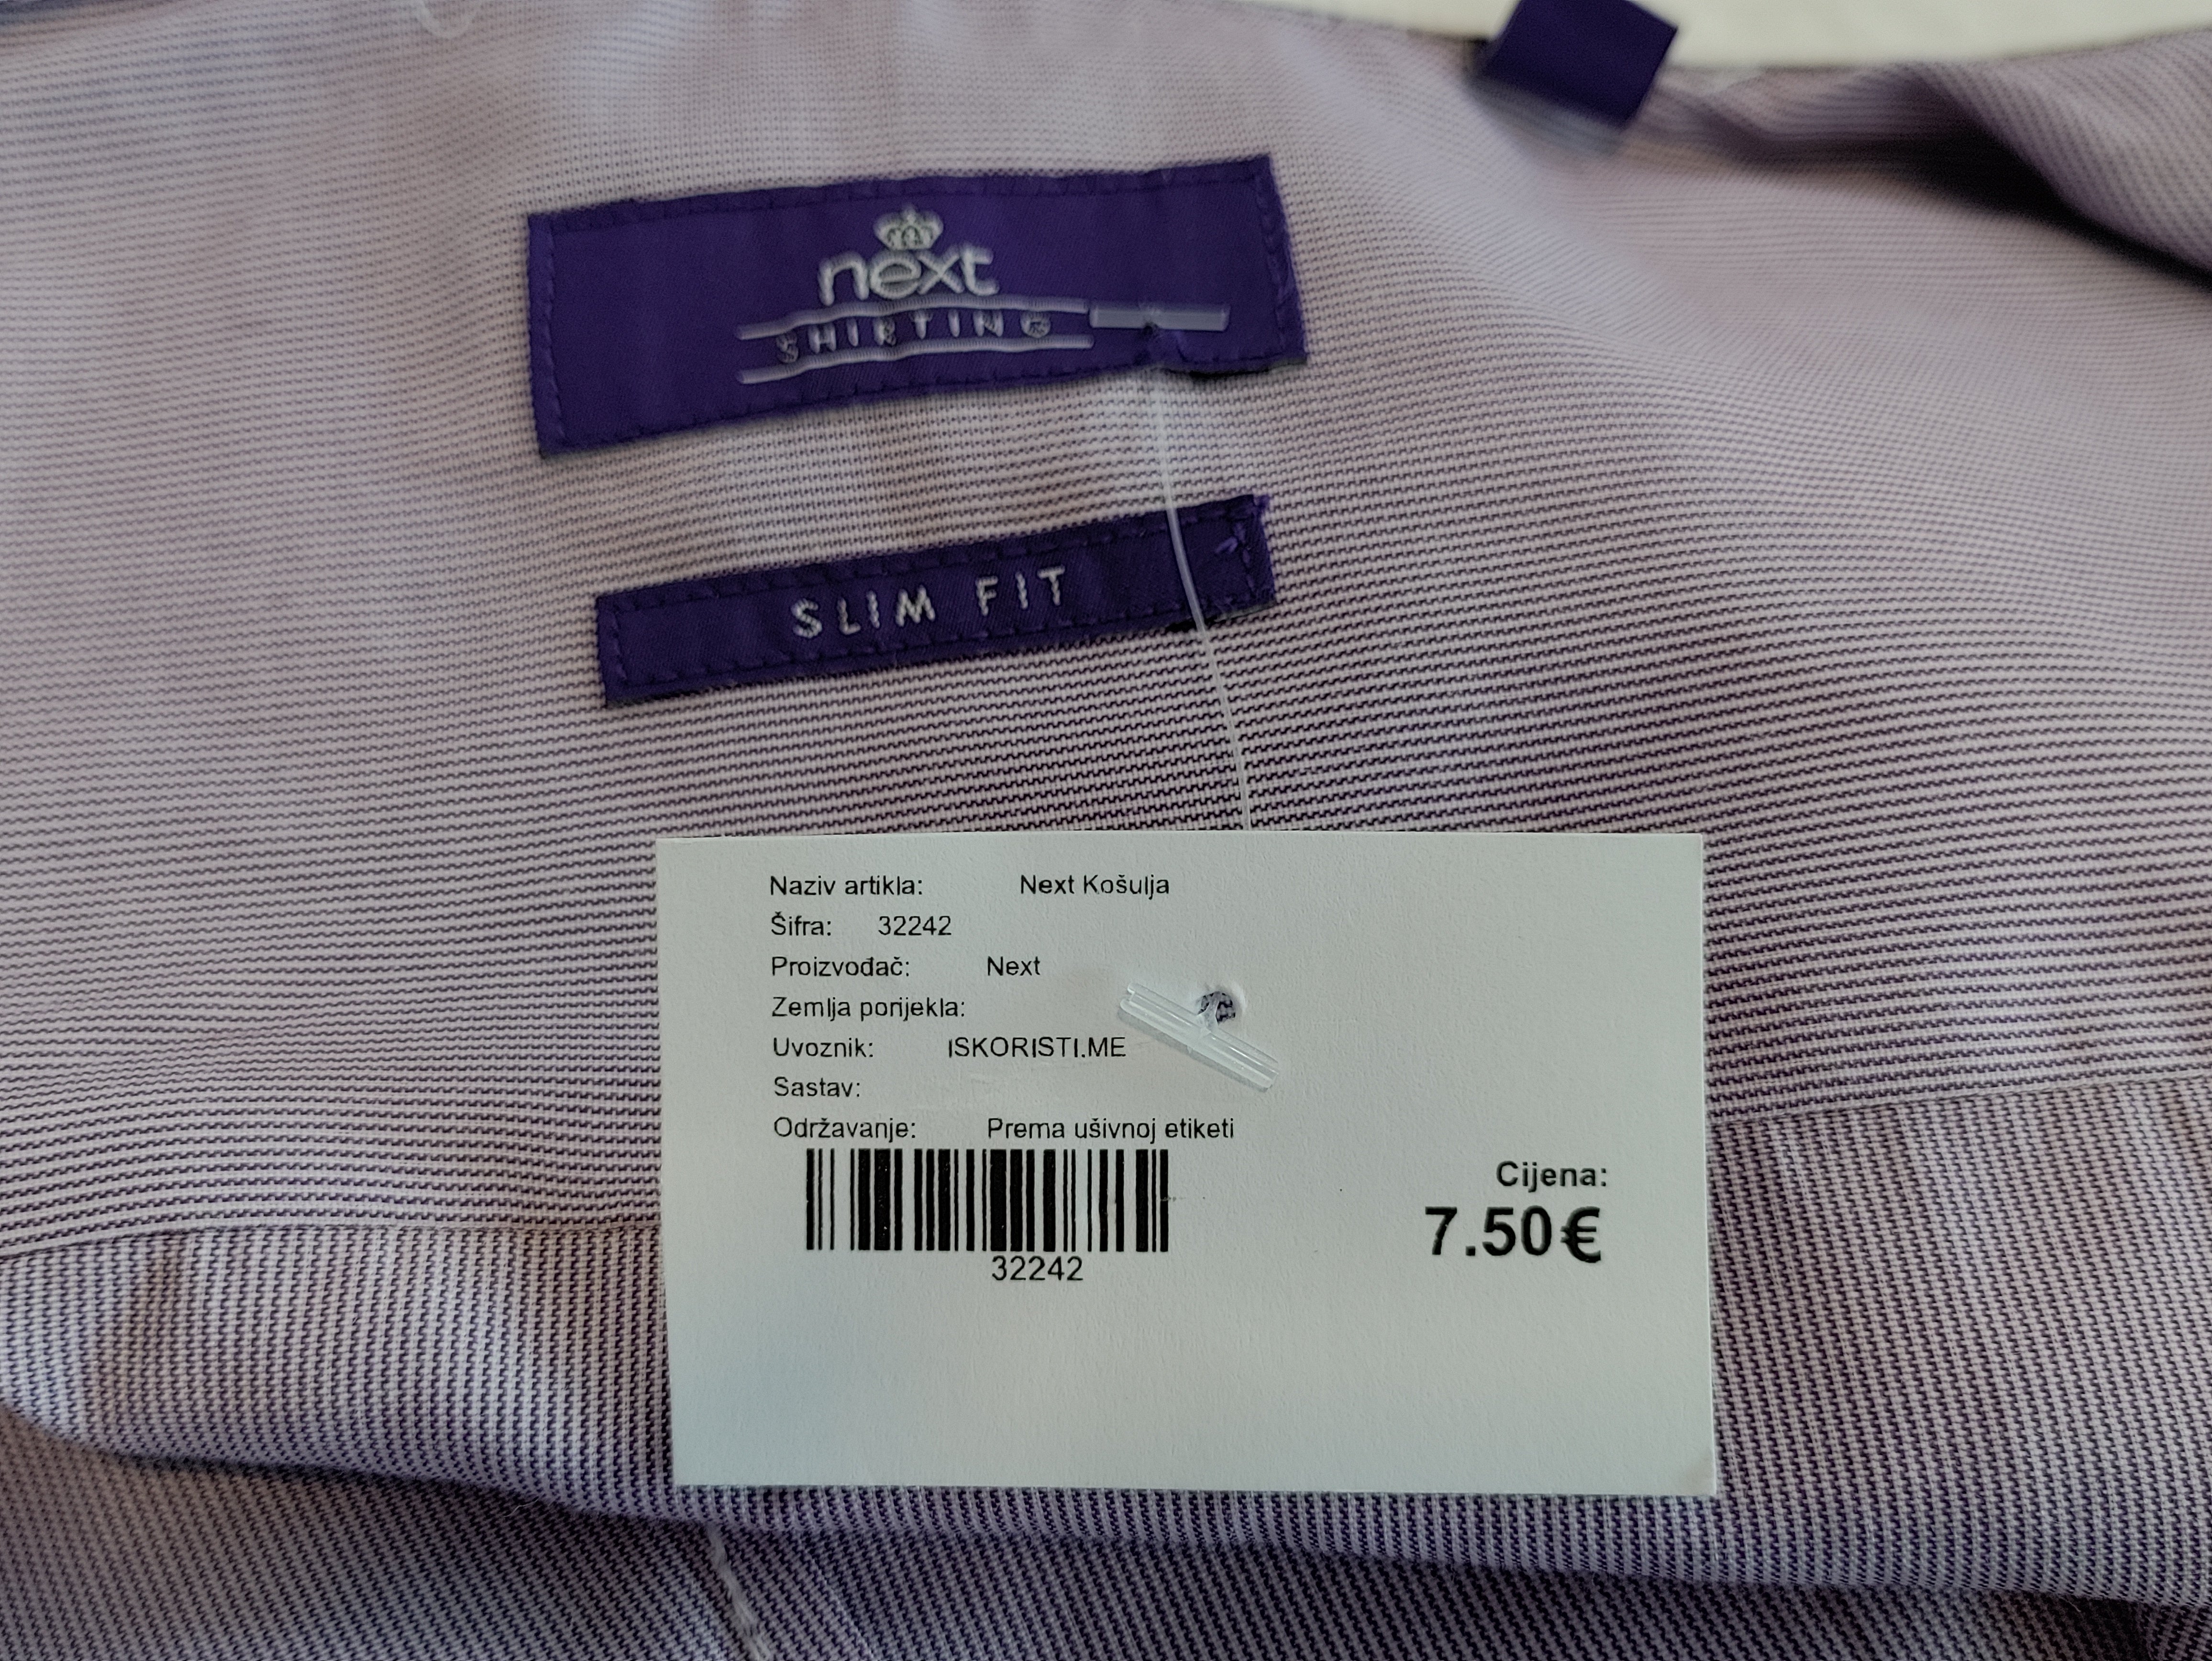 next
SHIRTING
SLIM FIT
Naziv artikla: Next Košulja
Šifra: 32242
Proizvođač: Next
Zemlja porijekla:
Uvoznik: ISKORISTI.ME
Sastav:
Održavanje: Prema ušivnoj etiketi
32242
Cijena:
7.50€